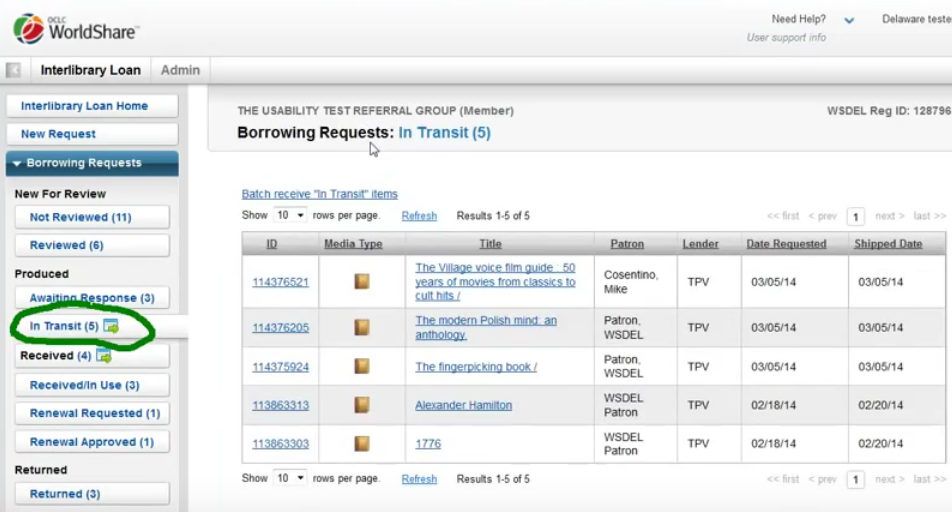 OCLC
WorldShare™
Need Help?
Delaware teste
User support info
Interlibrary Loan
Admin
Interlibrary Loan Home
New Request
Borrowing Requests
New For Review
Not Reviewed (11)
Reviewed (6)
Produced
Awaiting Response (3)
In Transit (5)
Received (4)
Received/In Use (3)
Renewal Requested (1)
Renewal Approved (1)
Returned
Returned (3)
THE USABILITY TEST REFERRAL GROUP (Member)
WSDEL Reg ID: 128796
Borrowing Requests: In Transit (5)
Batch receive "In Transit" items
Show 10 rows per page. Refresh Results 1-5 of 5
<< first < prev 1 next > last >>
ID Media Type Title Patron Lender Date Requested Shipped Date
114376521 The Village voice film guide : 50 years of movies from classics to cult hits / Cosentino, Mike TPV 03/05/14 03/05/14
114376205 The modern Polish mind: an anthology. Patron, WSDEL TPV 03/05/14 03/05/14
114375924 The fingerpicking book / Patron, WSDEL TPV 03/05/14 03/05/14
113863313 Alexander Hamilton WSDEL Patron TPV 02/18/14 02/20/14
113863303 1776 WSDEL Patron TPV 02/18/14 02/20/14
Show 10 rows per page. Refresh Results 1-5 of 5
<< first < prev 1 next > last >>